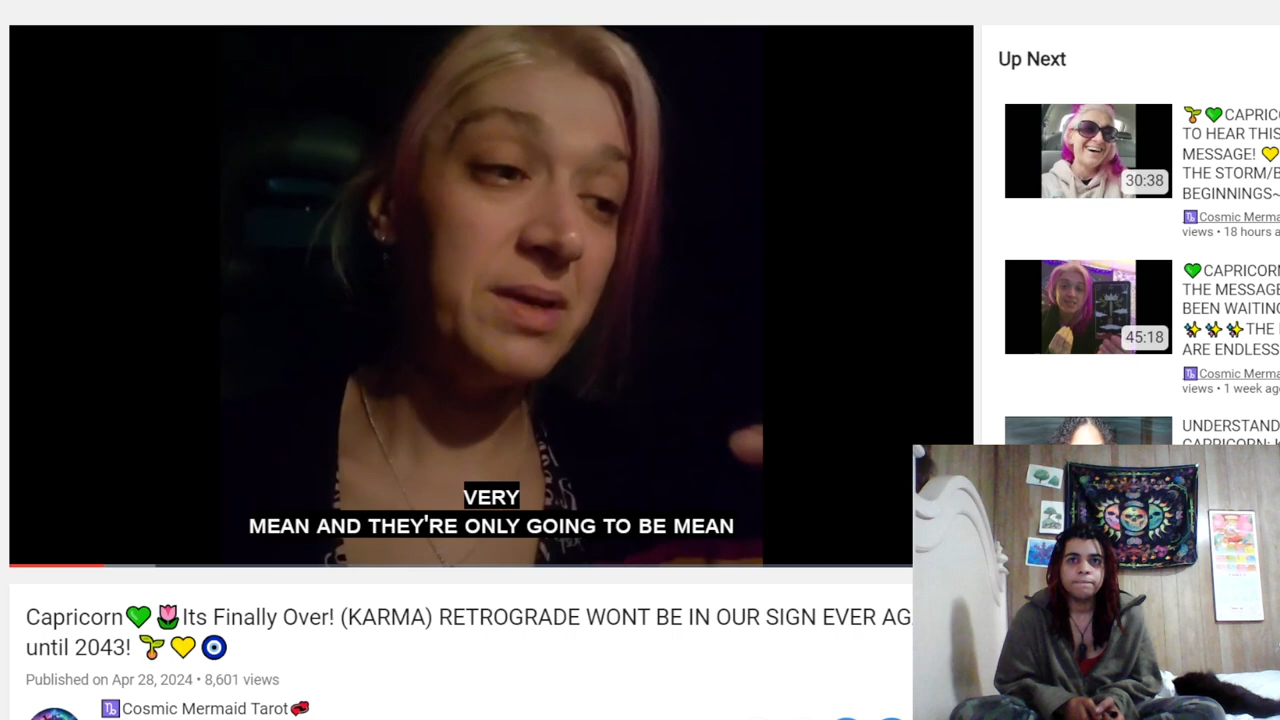 Up Next
VERY
MEAN AND THEY'RE ONLY GOING TO BE MEAN
30:38
🌱💚CAPRIC
TO HEAR THIS
MESSAGE! 💛
THE STORM/B
BEGINNINGS~
♑Cosmic Merma
views • 18 hours a
45:18
💚CAPRICORN
THE MESSAGE
BEEN WAITING
✨✨✨THE
ARE ENDLESS
♑Cosmic Merma
views • 1 week ag
UNDERSTAND
Capricorn💚🌷Its Finally Over! (KARMA) RETROGRADE WONT BE IN OUR SIGN EVER AG
until 2043! 🌱💛🧿
Published on Apr 28, 2024 • 8,601 views
♑Cosmic Mermaid Tarot💞